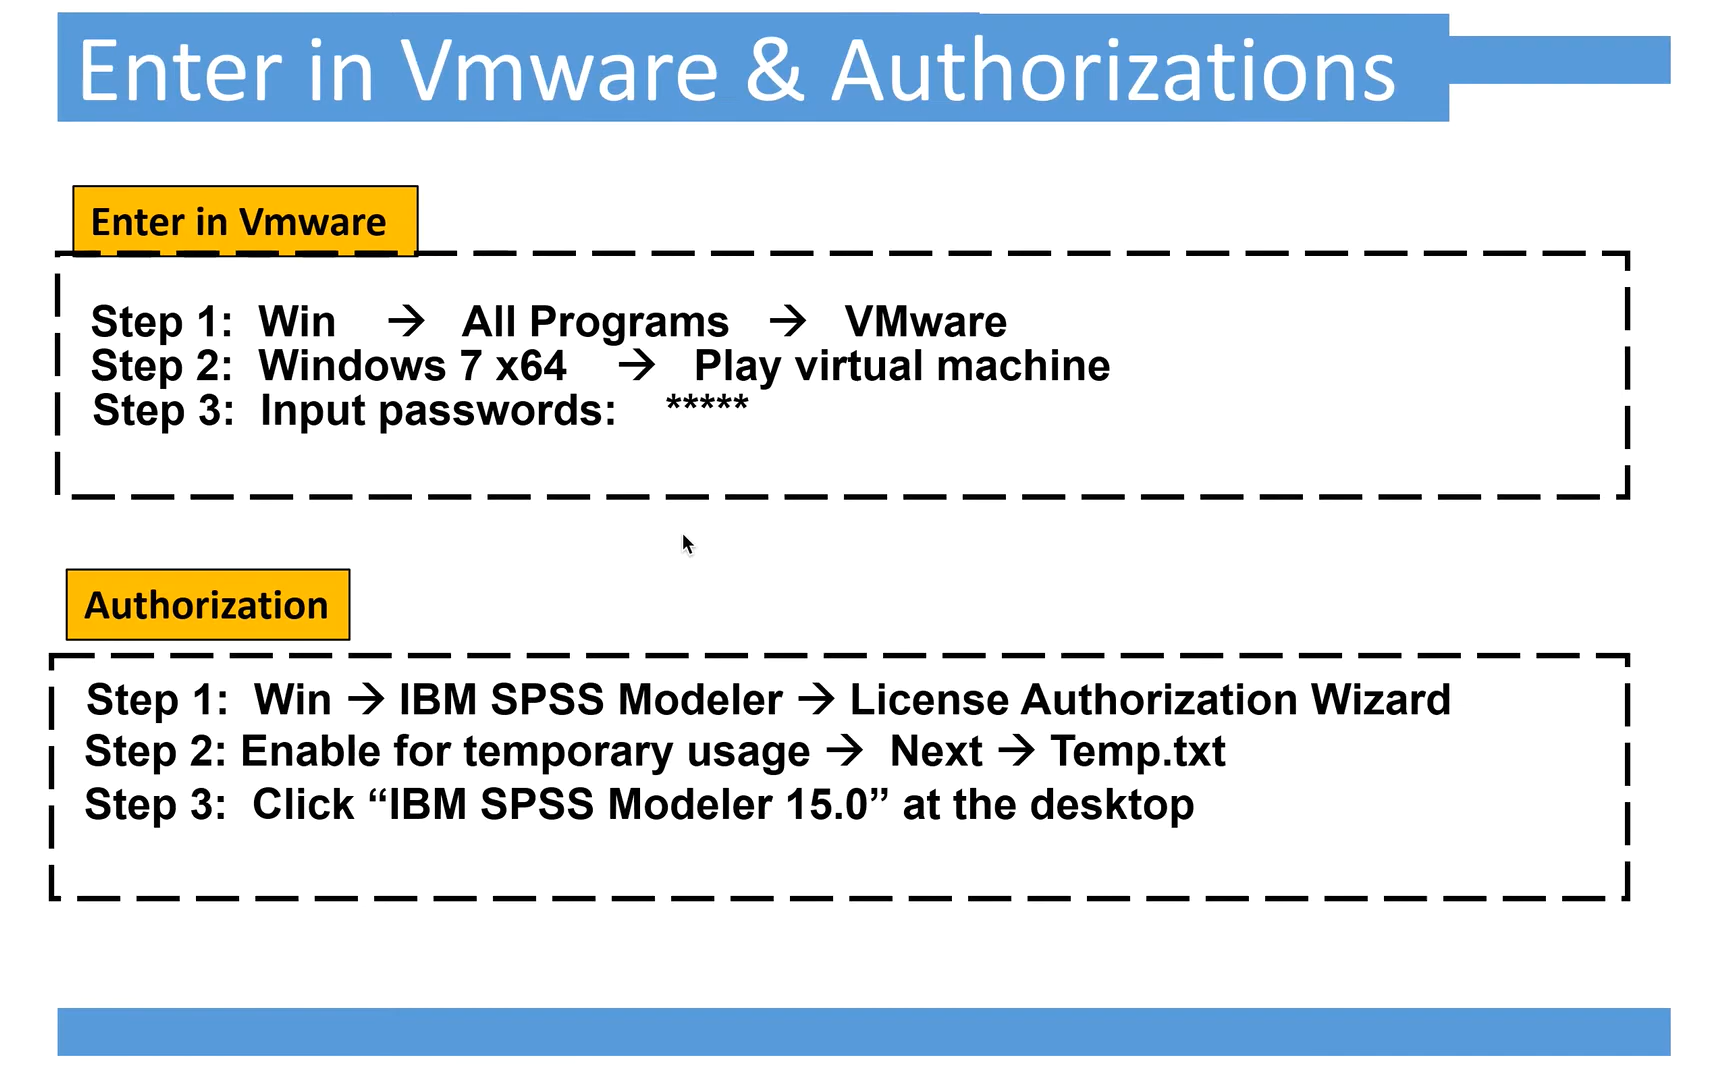 Enter in Vmware & Authorizations
Enter in Vmware
Step 1: Win → All Programs → VMware
Step 2: Windows 7 x64 → Play virtual machine
Step 3: Input passwords: *****
Authorization
Step 1: Win → IBM SPSS Modeler → License Authorization Wizard
Step 2: Enable for temporary usage → Next → Temp.txt
Step 3: Click “IBM SPSS Modeler 15.0” at the desktop